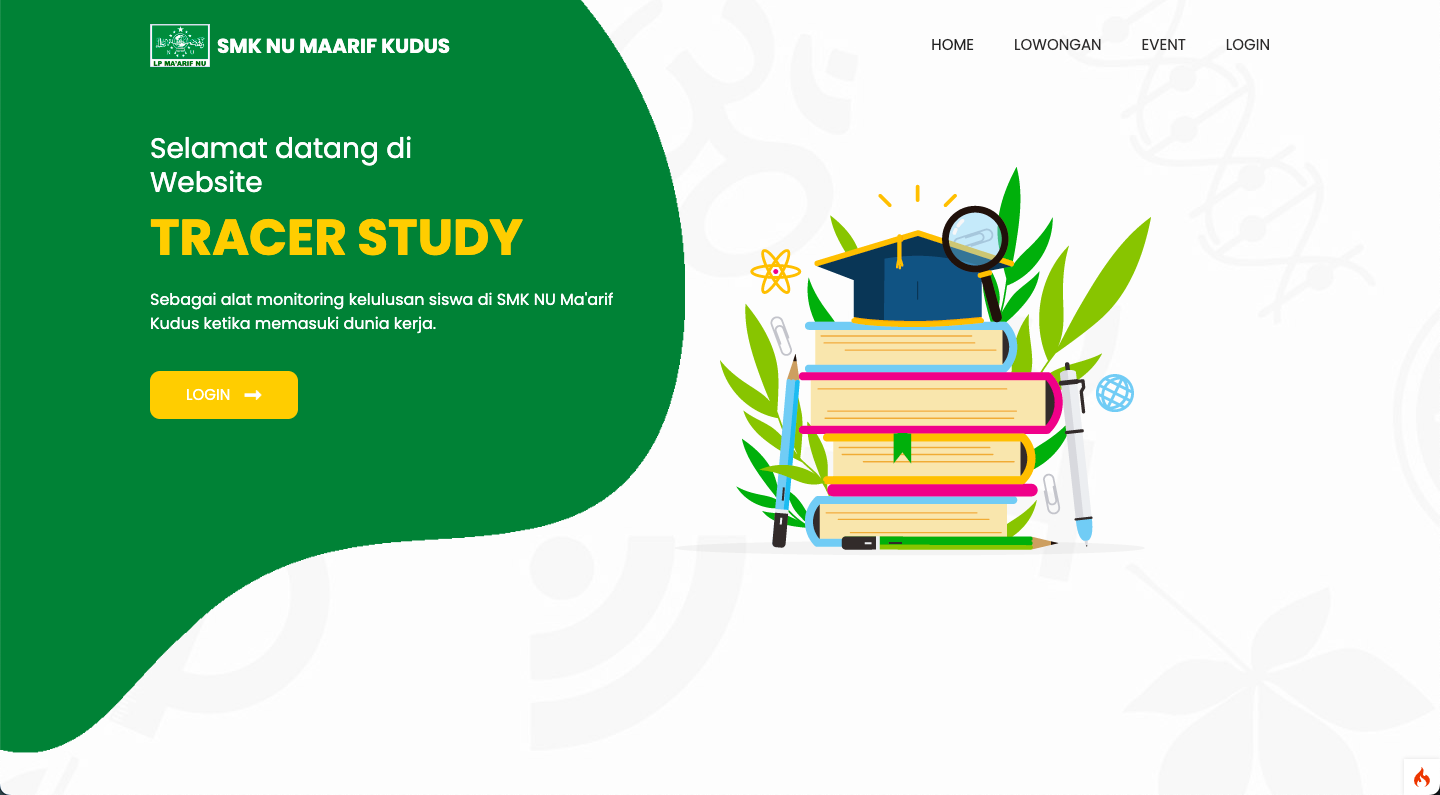 LP MA'ARIF NU
SMK NU MAARIF KUDUS
HOME
LOWONGAN
EVENT
LOGIN
Selamat datang di
Website
TRACER STUDY
Sebagai alat monitoring kelulusan siswa di SMK NU Ma'arif
Kudus ketika memasuki dunia kerja.
LOGIN